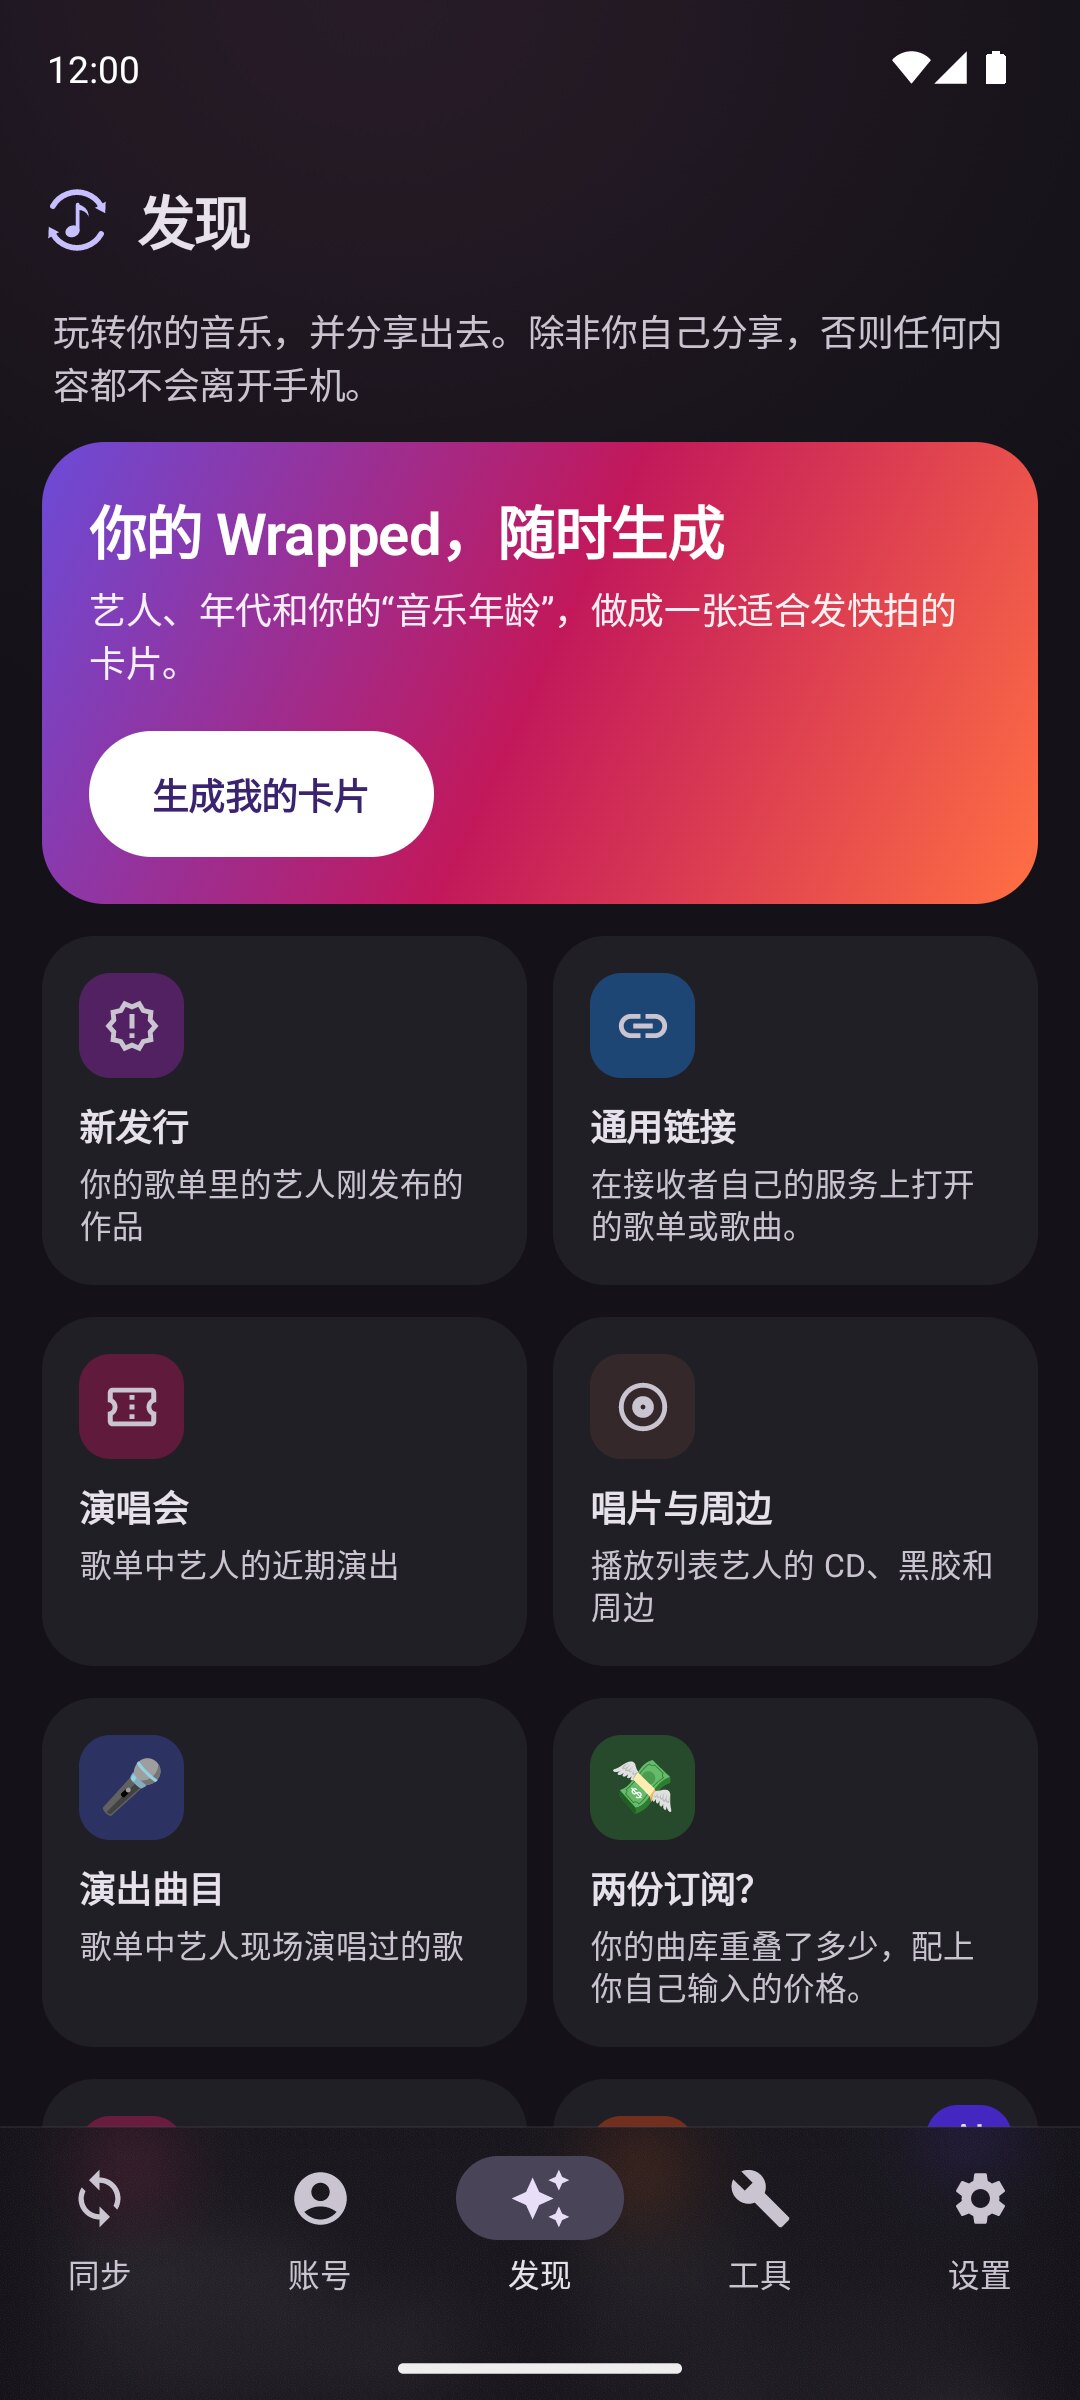 12:00
发现
玩转你的音乐，并分享出去。除非你自己分享，否则任何内
容都不会离开手机。
你的 Wrapped，随时生成
艺人、年代和你的“音乐年龄”，做成一张适合发快拍的
卡片。
生成我的卡片
新发行
你的歌单里的艺人刚发布的
作品
通用链接
在接收者自己的服务上打开
的歌单或歌曲。
演唱会
歌单中艺人的近期演出
唱片与周边
播放列表艺人的 CD、黑胶和
周边
演出曲目
歌单中艺人现场演唱过的歌
两份订阅？
你的曲库重叠了多少，配上
你自己输入的价格。
同步
账号
发现
工具
设置